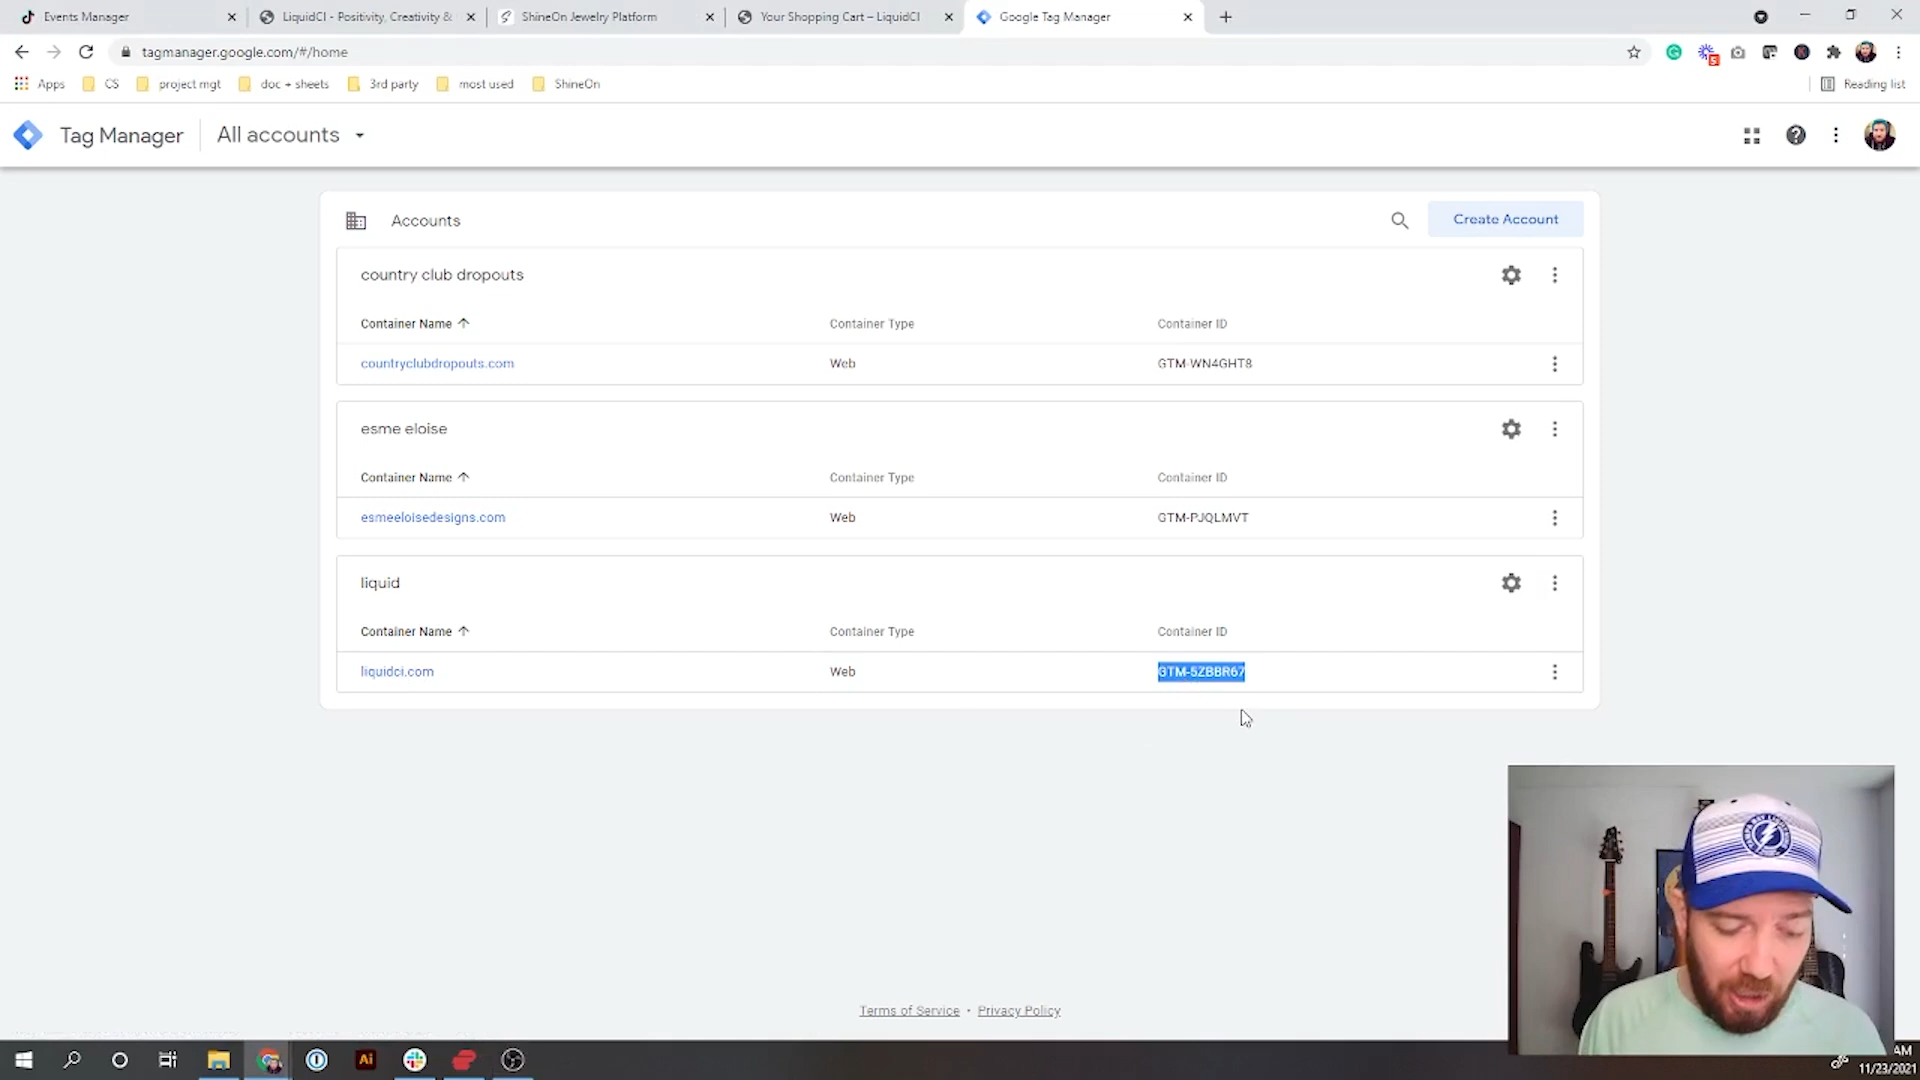 Events Manager
LiquidCI - Positivity, Creativity &
ShineOn Jewelry Platform
Your Shopping Cart – LiquidCI
Google Tag Manager
tagmanager.google.com/#/home
5
Apps
CS
project mgt
doc + sheets
3rd party
most used
ShineOn
Reading list
Tag Manager
All accounts
Accounts
Create Account
country club dropouts
Container Name
Container Type
Container ID
countryclubdropouts.com
Web
GTM-WN4GHT8
esme eloise
Container Name
Container Type
Container ID
esmeeloisedesigns.com
Web
GTM-PJQLMVT
liquid
Container Name
Container Type
Container ID
liquidci.com
Web
GTM-5ZBBR67
Terms of Service • Privacy Policy
Ai
AM
11/23/2021